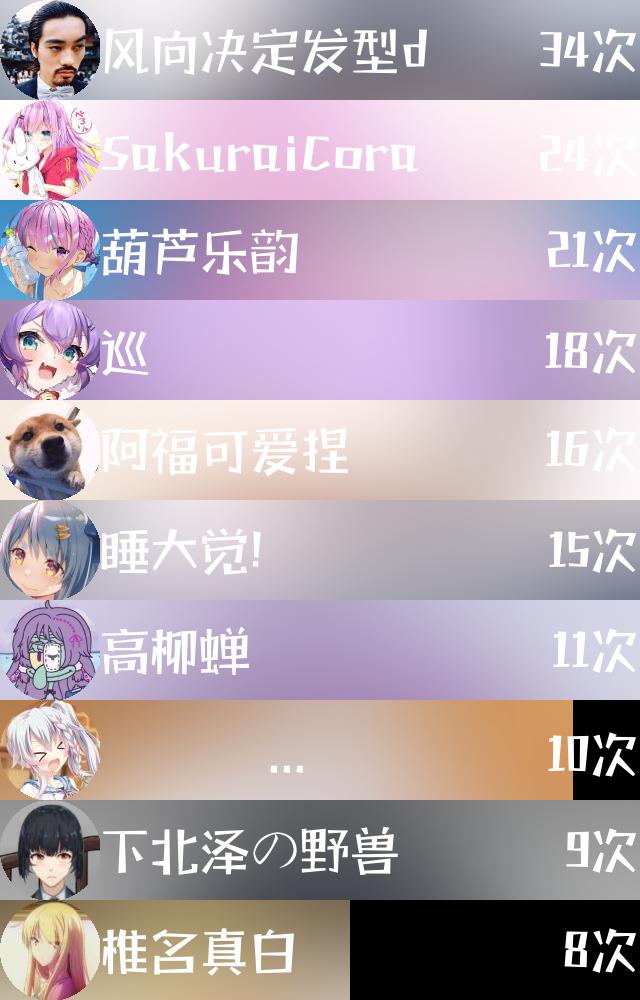 风向决定发型d 34次
SakuraiCora 24次
葫芦乐韵 21次
巡 18次
阿福可爱捏 16次
睡大觉! 15次
高柳蝉 11次
... 10次
下北泽の野兽 9次
椎名真白 8次